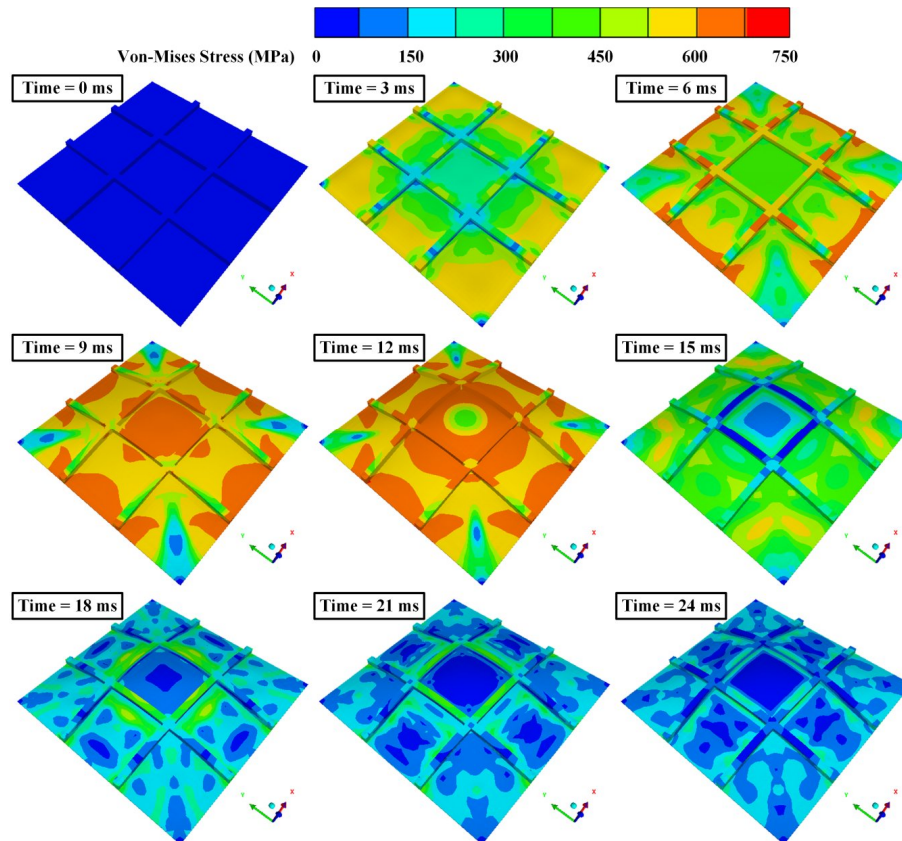 Von-Mises Stress (MPa)
0 150 300 450 600 750
Time = 0 ms
Time = 3 ms
Time = 6 ms
Y X
Y X
Y X
Time = 9 ms
Time = 12 ms
Time = 15 ms
Y X
Y X
Y X
Time = 18 ms
Time = 21 ms
Time = 24 ms
Y X
Y X
Y X